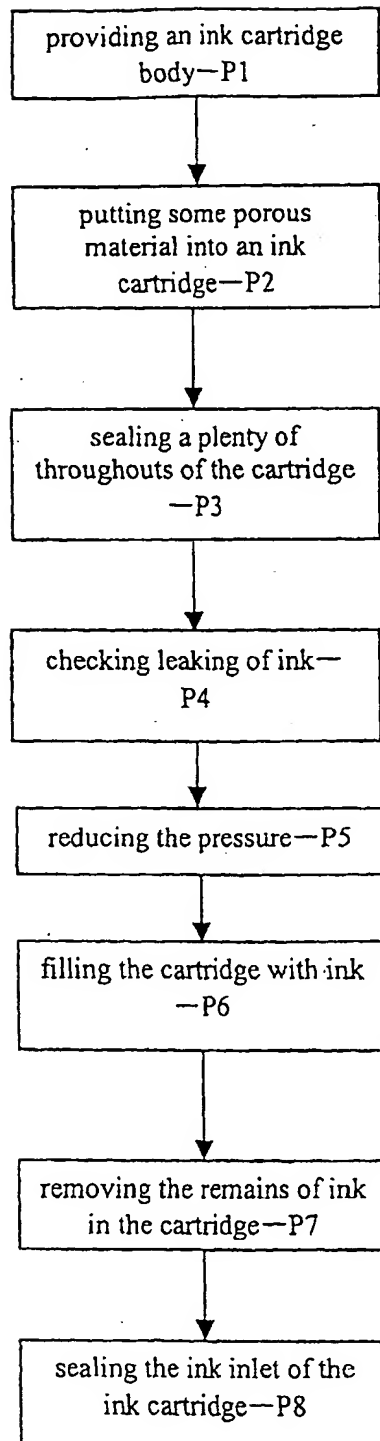 providing an ink cartridge
body—P1
putting some porous
material into an ink
cartridge—P2
sealing a plenty of
throughouts of the cartridge
—P3
checking leaking of ink—
P4
reducing the pressure—P5
filling the cartridge with ink
—P6
removing the remains of ink
in the cartridge—P7
sealing the ink inlet of the
ink cartridge—P8